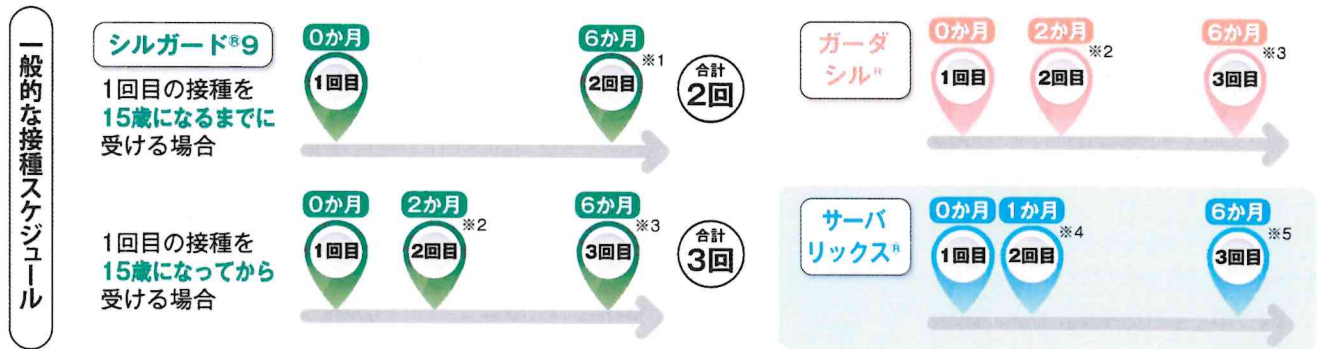 一般的な接種スケジュール
シルガード®9
1回目の接種を
15歳になるまでに
受ける場合
0か月
1回目
6か月
※1
2回目
合計
2回
1回目の接種を
15歳になってから
受ける場合
0か月
1回目
2か月
※2
2回目
6か月
※3
3回目
合計
3回
ガーダ
シル®
0か月
1回目
2か月
※2
2回目
6か月
※3
3回目
サーバ
リックス®
0か月
1回目
1か月
※4
2回目
6か月
※5
3回目